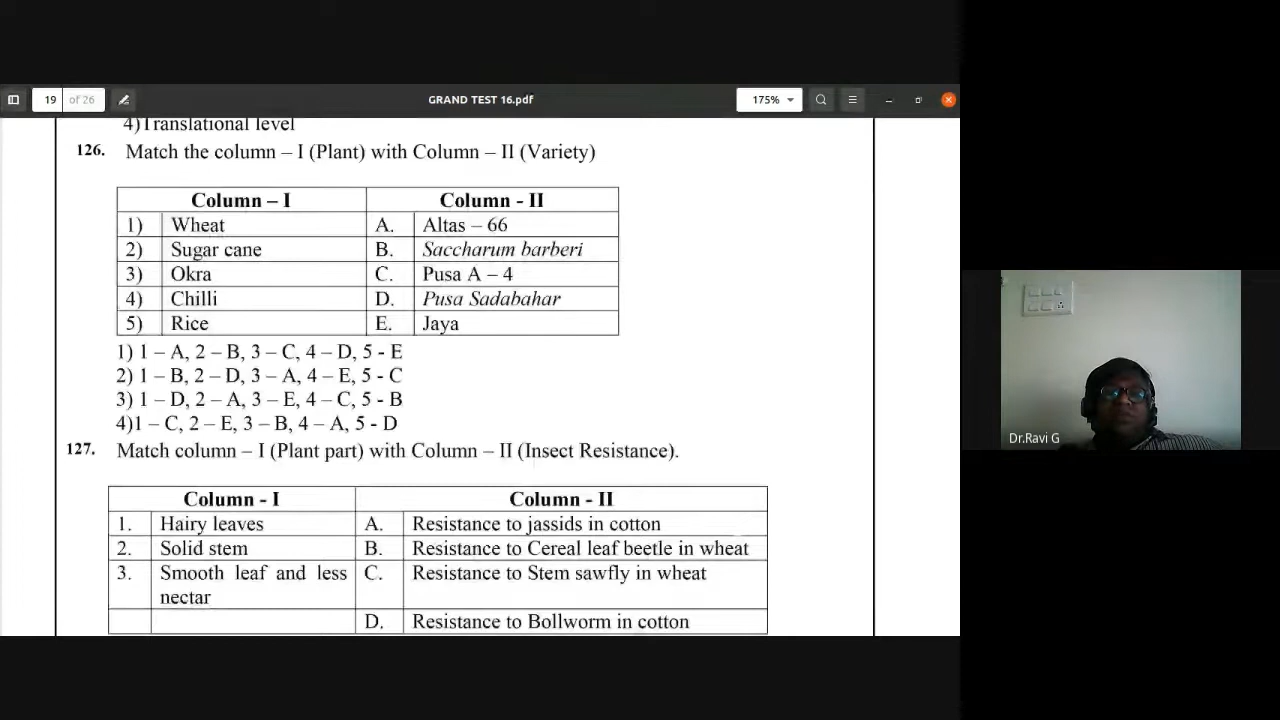 19 of 26
GRAND TEST 16.pdf
175%
4)Translational level
126. Match the column – I (Plant) with Column – II (Variety)
Column – I Column - II
1) Wheat A. Altas – 66
2) Sugar cane B. Saccharum barberi
3) Okra C. Pusa A – 4
4) Chilli D. Pusa Sadabahar
5) Rice E. Jaya
1) 1 – A, 2 – B, 3 – C, 4 – D, 5 - E
2) 1 – B, 2 – D, 3 – A, 4 – E, 5 - C
3) 1 – D, 2 – A, 3 – E, 4 – C, 5 - B
4)1 – C, 2 – E, 3 – B, 4 – A, 5 - D
127. Match column – I (Plant part) with Column – II (Insect Resistance).
Column - I Column - II
1. Hairy leaves A. Resistance to jassids in cotton
2. Solid stem B. Resistance to Cereal leaf beetle in wheat
3. Smooth leaf and less C. Resistance to Stem sawfly in wheat
nectar
D. Resistance to Bollworm in cotton
Dr.Ravi G